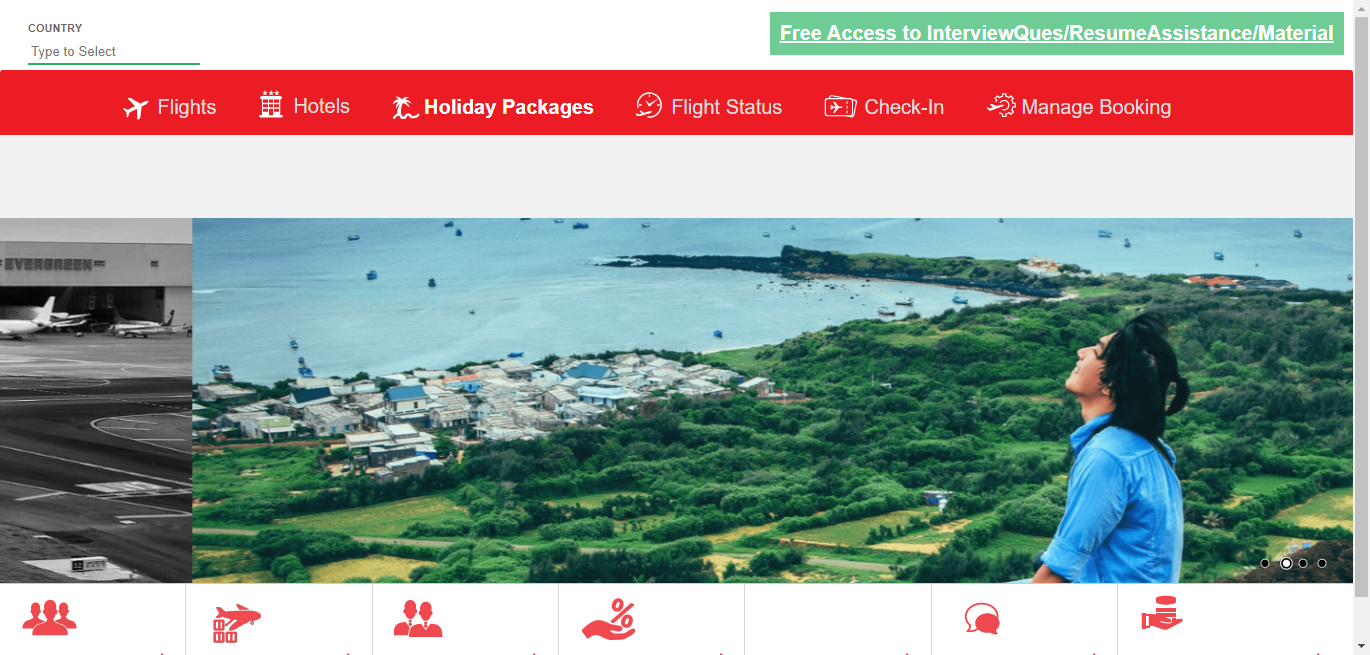 COUNTRY
Type to Select
Free Access to InterviewQues/ResumeAssistance/Material
Flights
Hotels
Holiday Packages
Flight Status
Check-In
Manage Booking
EVERGREEN